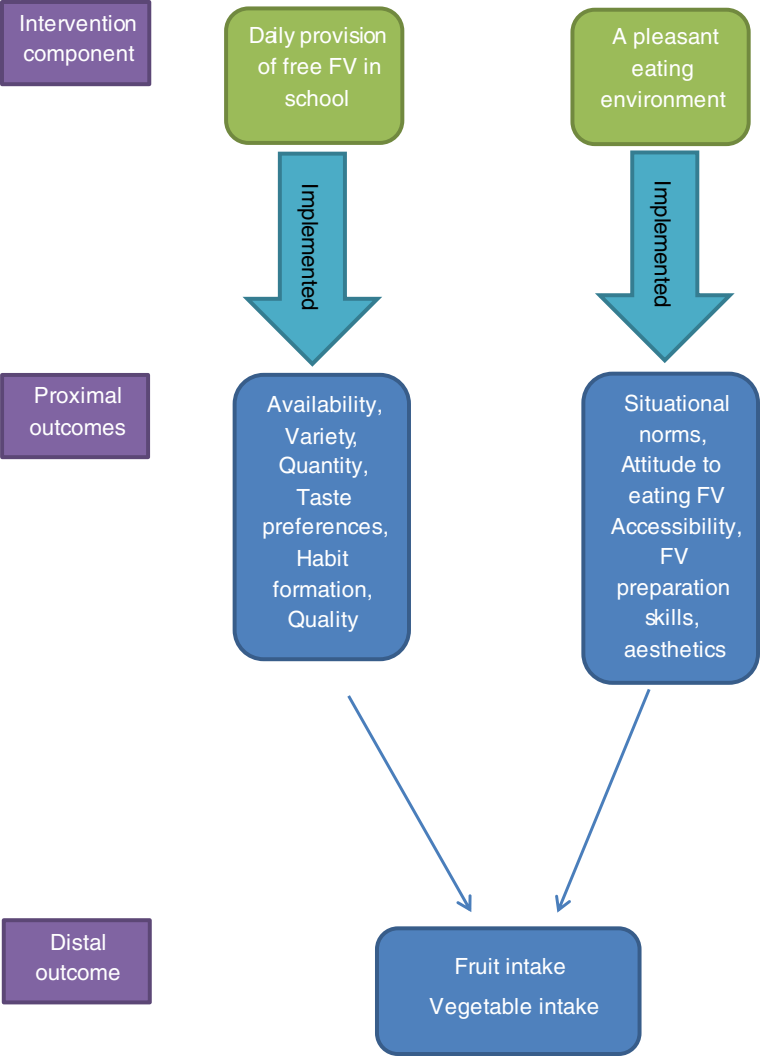 Intervention
component
Daily provision
of free FV in
school
A pleasant
eating
environment
Implemented
Implemented
Proximal
outcomes
Availability,
Variety,
Quantity,
Taste
preferences,
Habit
formation,
Quality
Situational
norms,
Attitude to
eating FV
Accessibility,
FV
preparation
skills,
aesthetics
Distal
outcome
Fruit intake
Vegetable intake